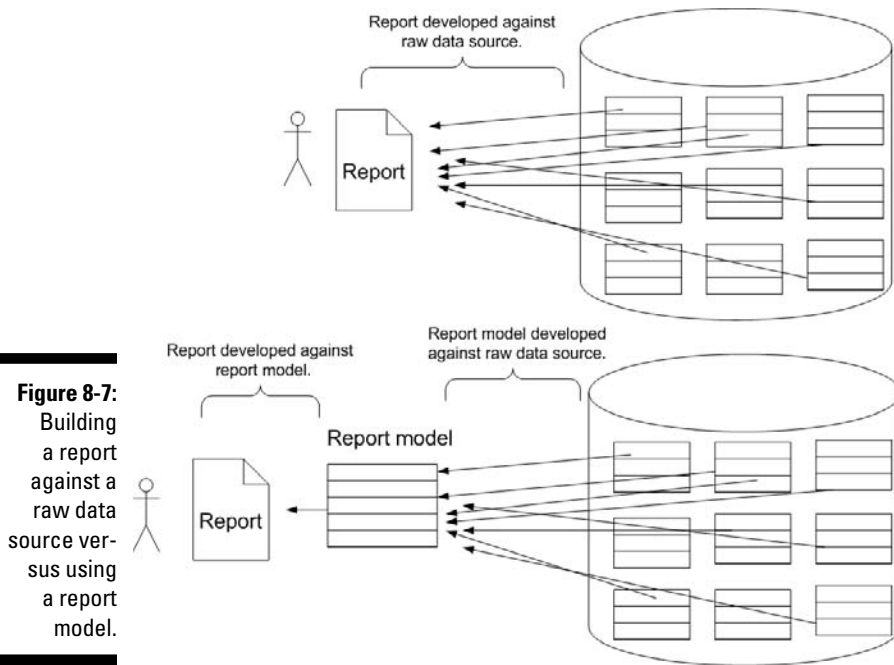 Report developed against
raw data source.
Report
Report developed against
report model.
Report model developed
against raw data source.
Report model
Report
Figure 8-7:
Building
a report
against a
raw data
source ver-
sus using
a report
model.